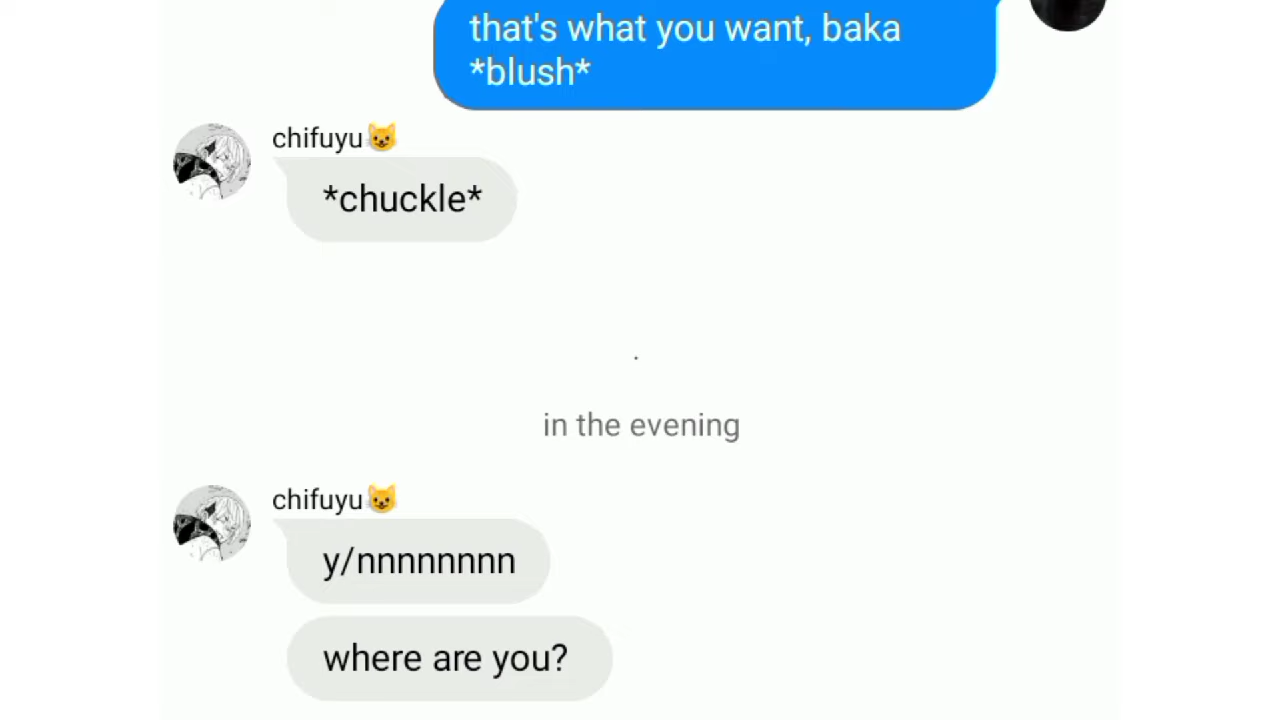 that's what you want, baka
*blush*
chifuyu😺
*chuckle*
.
in the evening
chifuyu😺
y/nnnnnnnn
where are you?